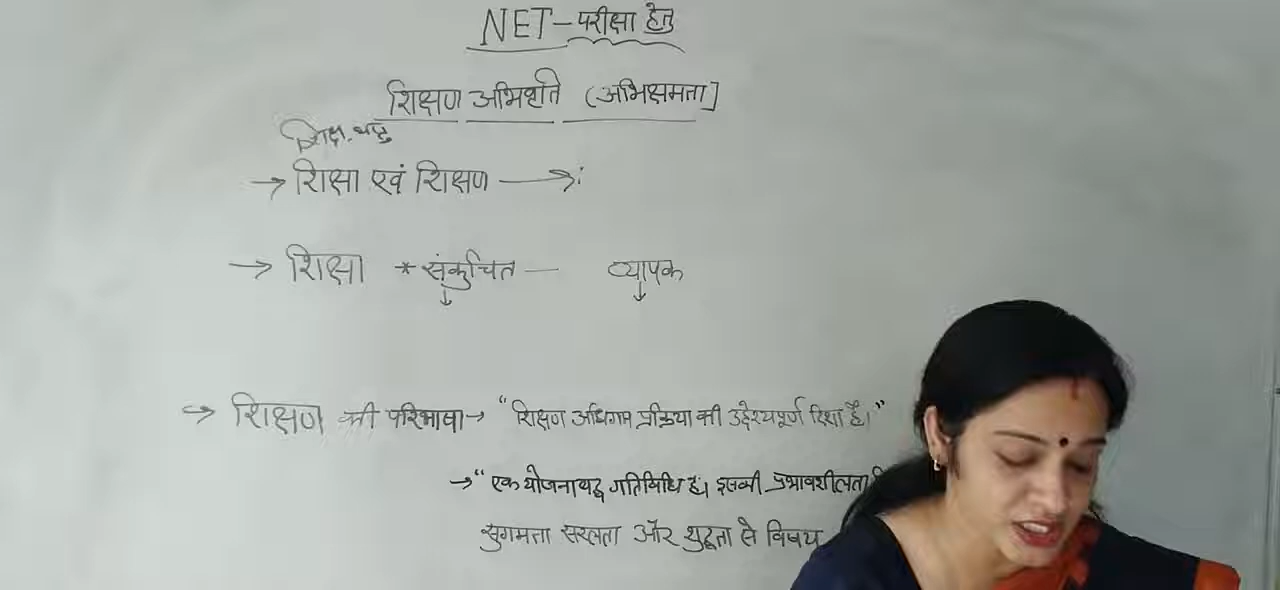 NET-परीक्षा हेतु
शिक्षण अभिवृत्ति (अभिक्षमता]
→ शिक्षा एवं शिक्षण →:
→ शिक्षा * संकुचित — व्यापक
→ शिक्षण की परिभाषा → "शिक्षण अधिगम प्रक्रिया की उद्देश्यपूर्ण दिशा है।"
→ "एक योजनाबद्ध गतिविधि है। इसकी प्रभावशीलता
सुगमता सरलता और शुद्धता से विषय